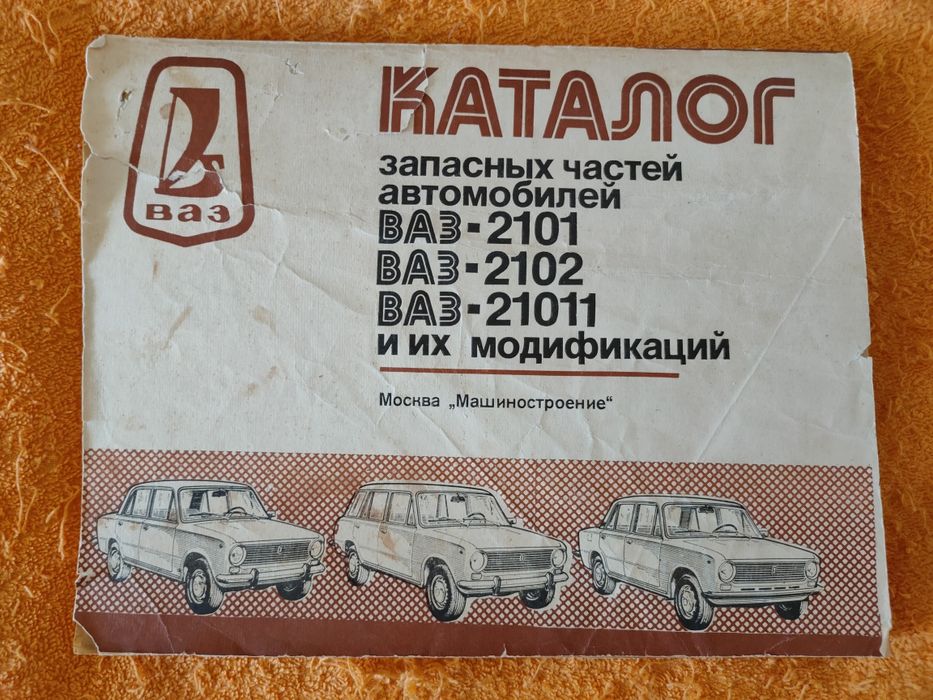 ВАЗ
КАТАЛОГ
запасных частей
автомобилей
ВАЗ-2101
ВАЗ-2102
ВАЗ-21011
и их модификаций
Москва „Машиностроение“